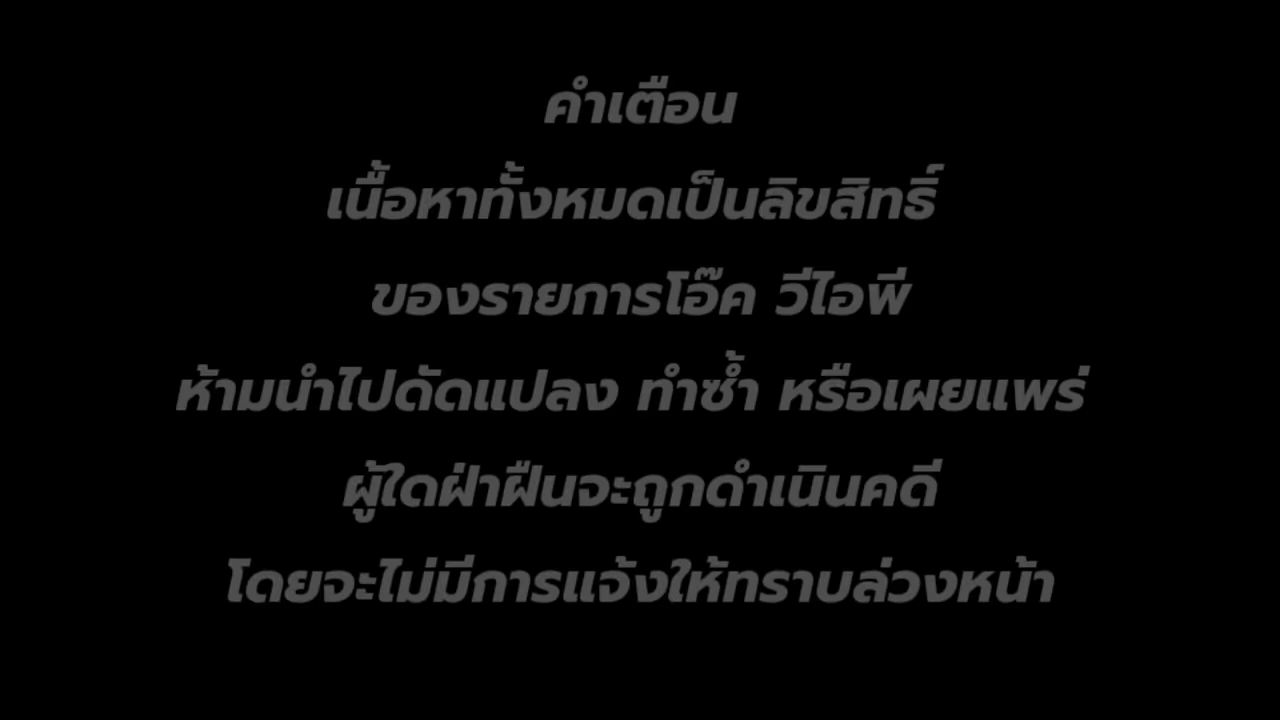 คำเตือน
เนื้อหาทั้งหมดเป็นลิขสิทธิ์
ของรายการโอ๊ค วีไอพี
ห้ามนำไปดัดแปลง ทำซ้ำ หรือเผยแพร่
ผู้ใดฝ่าฝืนจะถูกดำเนินคดี
โดยจะไม่มีการแจ้งให้ทราบล่วงหน้า